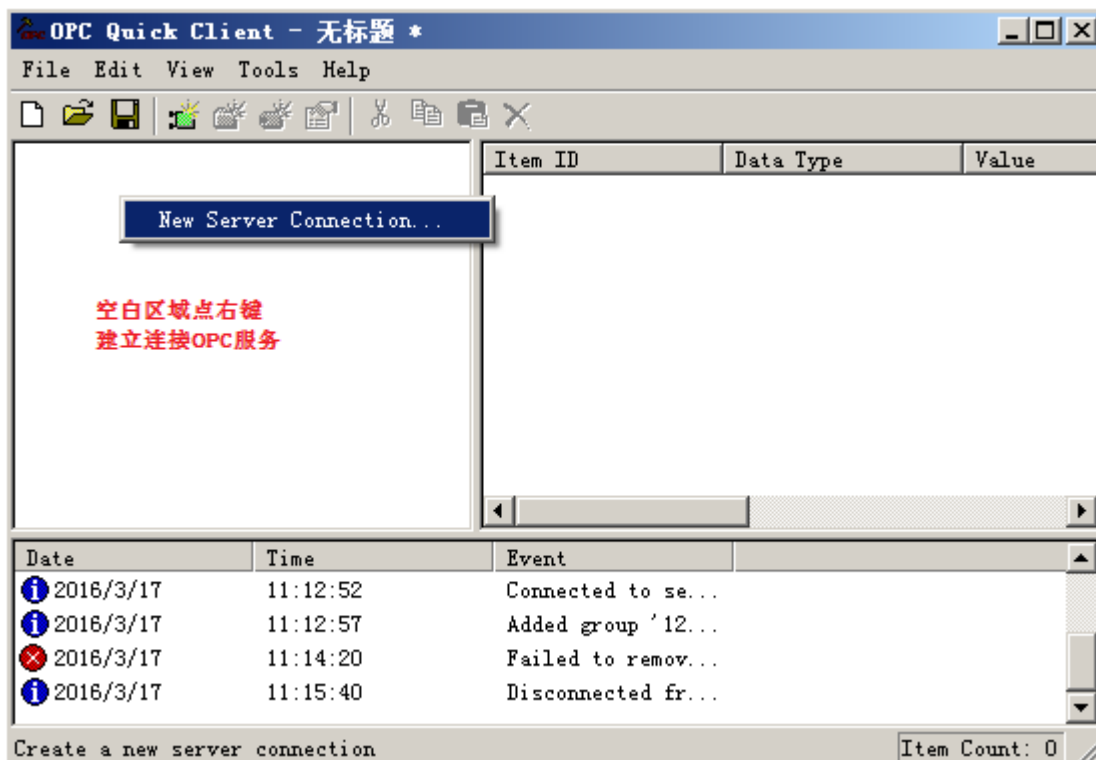 OPC Quick Client - 无标题 *
File Edit View Tools Help
Item ID Data Type Value
New Server Connection...
空白区域点右键
建立连接OPC服务
Date Time Event
2016/3/17 11:12:52 Connected to se...
2016/3/17 11:12:57 Added group '12...
2016/3/17 11:14:20 Failed to remov...
2016/3/17 11:15:40 Disconnected fr...
Create a new server connection Item Count: 0